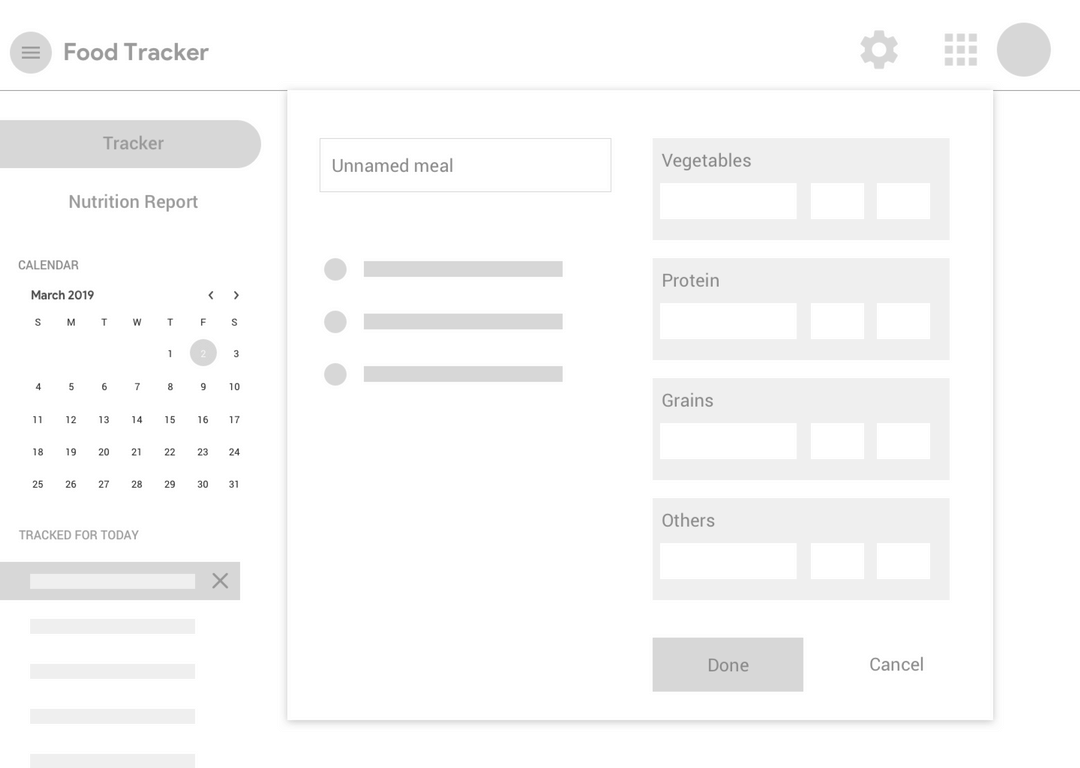 Food Tracker
Tracker
Nutrition Report
CALENDAR
March 2019
S M T W T F S
1 2 3
4 5 6 7 8 9 10
11 12 13 14 15 16 17
18 19 20 21 22 23 24
25 26 27 28 29 30 31
TRACKED FOR TODAY
Unnamed meal
Vegetables
Protein
Grains
Others
Done Cancel